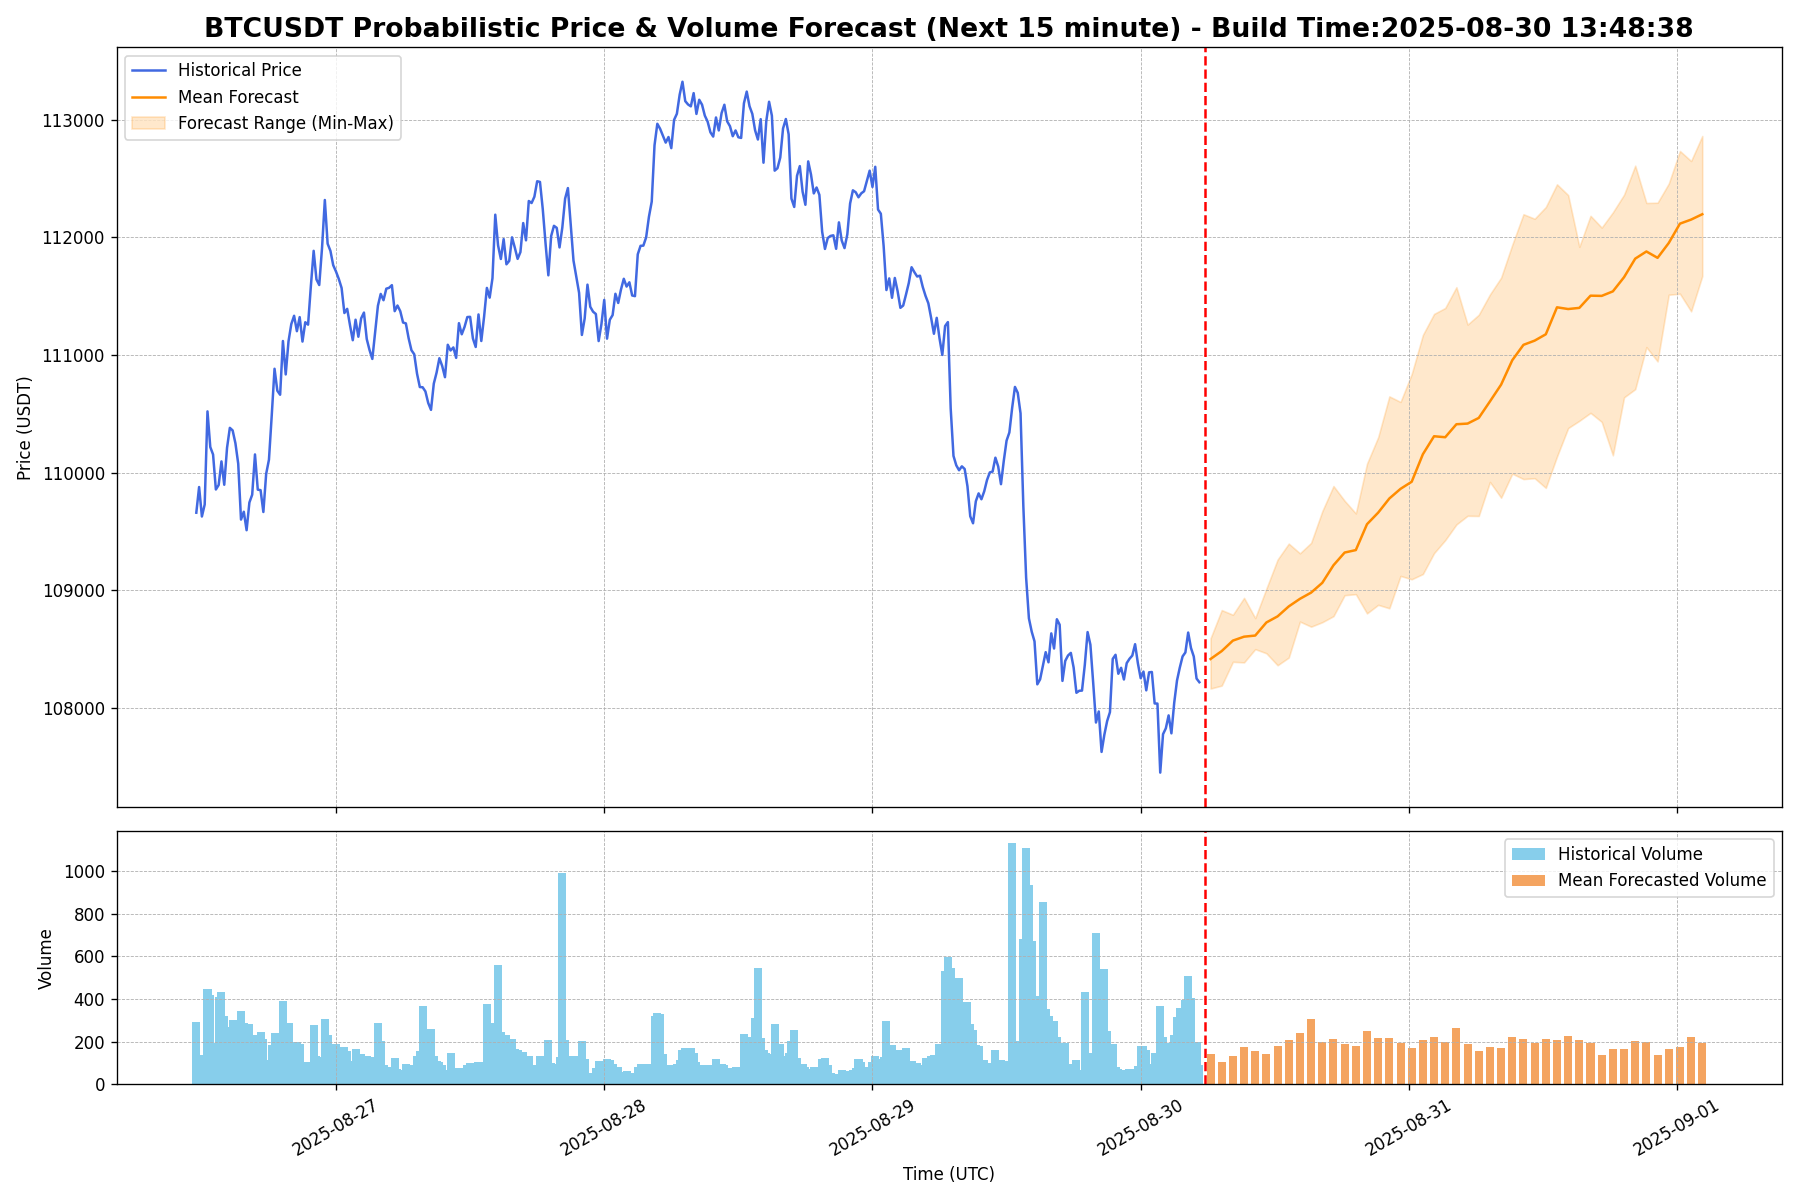 BTCUSDT Probabilistic Price & Volume Forecast (Next 15 minute) - Build Time:2025-08-30 13:48:38
Historical Price
Mean Forecast
Forecast Range (Min-Max)
113000
112000
111000
110000
109000
108000
Price (USDT)
Historical Volume
Mean Forecasted Volume
1000
800
600
400
200
0
Volume
2025-08-27
2025-08-28
2025-08-29
2025-08-30
2025-08-31
2025-09-01
Time (UTC)